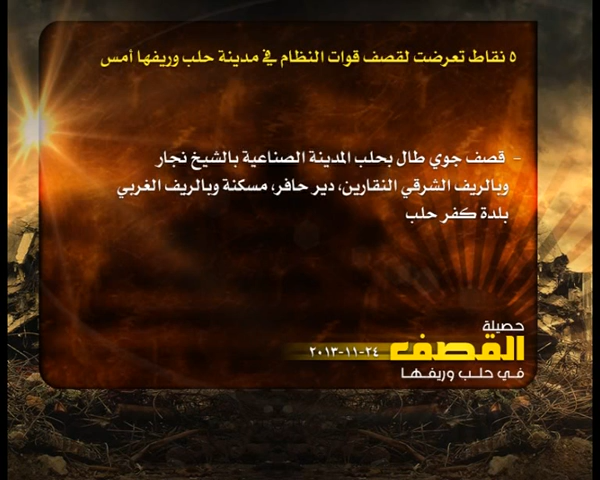 ٥ نقاط تعرضت لقصف قوات النظام في مدينة حلب وريفها أمس
- قصف جوي طال بحلب المدينة الصناعية بالشيخ نجار
وبالريف الشرقي النقارين، دير حافر، مسكنة وبالريف الغربي
بلدة كفر حلب
حصيلة
القصف
٢٠١٣-١١-٢٤
في حلب وريفها